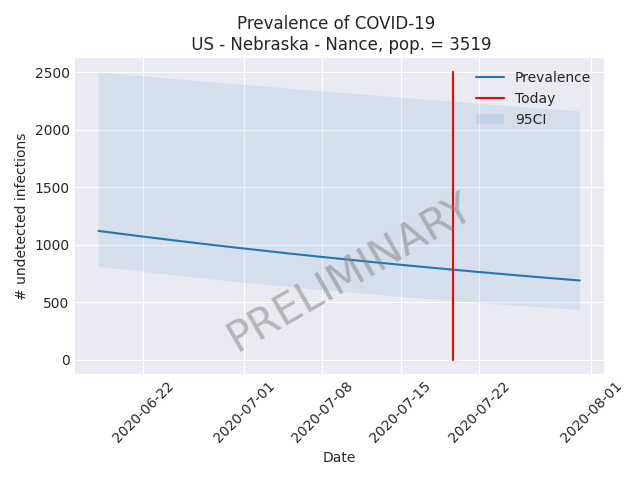 Prevalence of COVID-19
US - Nebraska - Nance, pop. = 3519
# undetected infections
2500
2000
1500
1000
500
0
Prevalence
Today
95CI
PRELIMINARY
2020-06-22
2020-07-01
2020-07-08
2020-07-15
2020-07-22
2020-08-01
Date